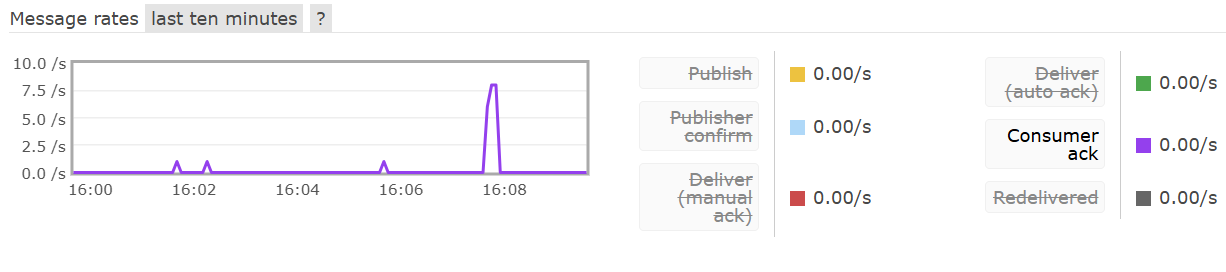 Message rates last ten minutes ?
10.0 /s
7.5 /s
5.0 /s
2.5 /s
0.0 /s
16:00 16:02 16:04 16:06 16:08
Publish
0.00/s
Publisher
confirm
0.00/s
Deliver
(manual
ack)
0.00/s
Deliver
(auto ack)
0.00/s
Consumer
ack
0.00/s
Redelivered
0.00/s